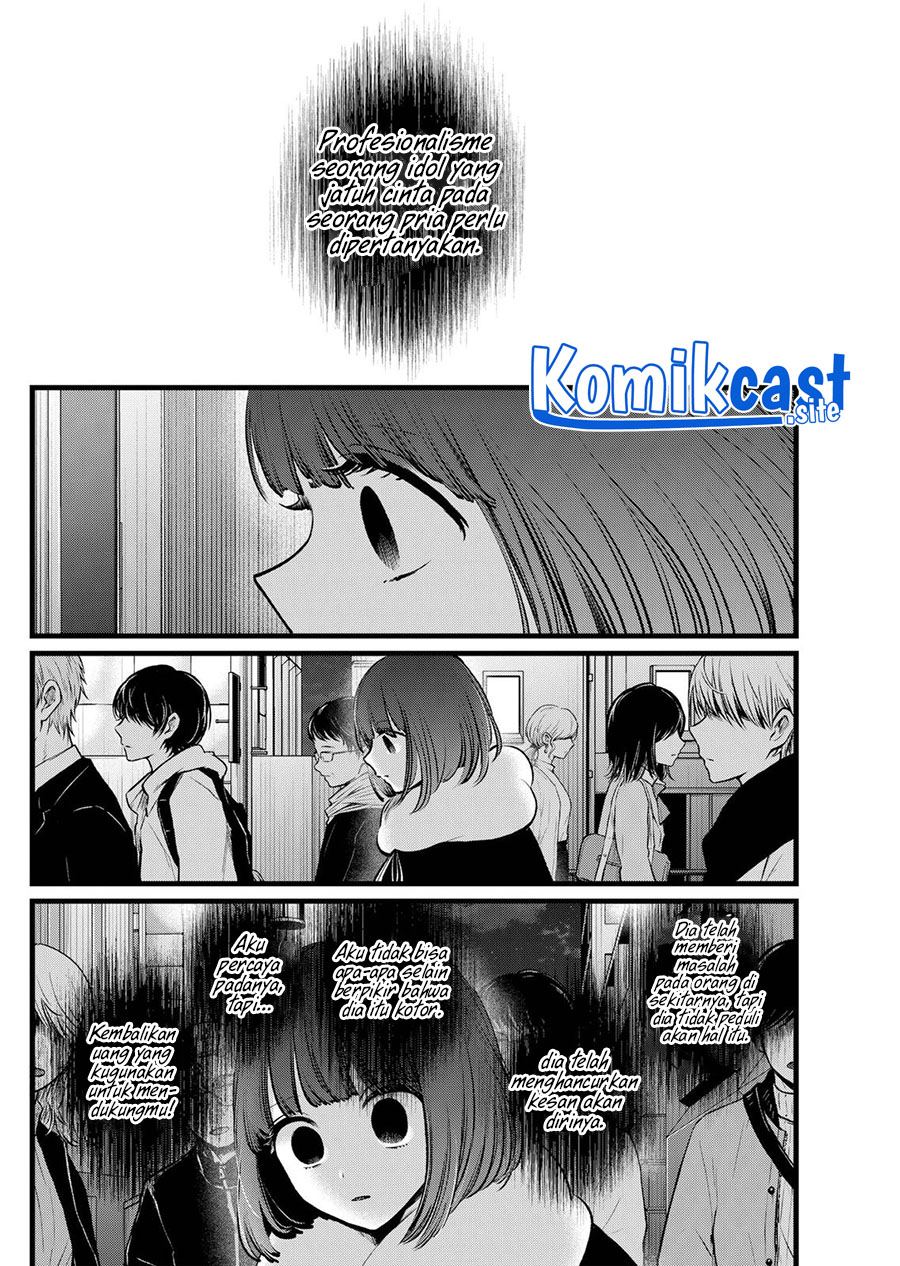 Profesionalisme
seorang idol yang
jatuh cinta pada
seorang pria perlu
dipertanyakan.
Komikcast
.site
Dia telah
memberi
masalah
pada orang di
sekitarnya, tapi
dia tidak peduli
akan hal itu.
Aku tidak bisa
apa-apa selain
berpikir bahwa
dia itu kotor.
Aku
percaya
padanya,
tapi...
dia telah
menghancurkan
kesan akan
dirinya.
Kembalikan
uang yang
kugunakan
untuk men-
dukungmu!